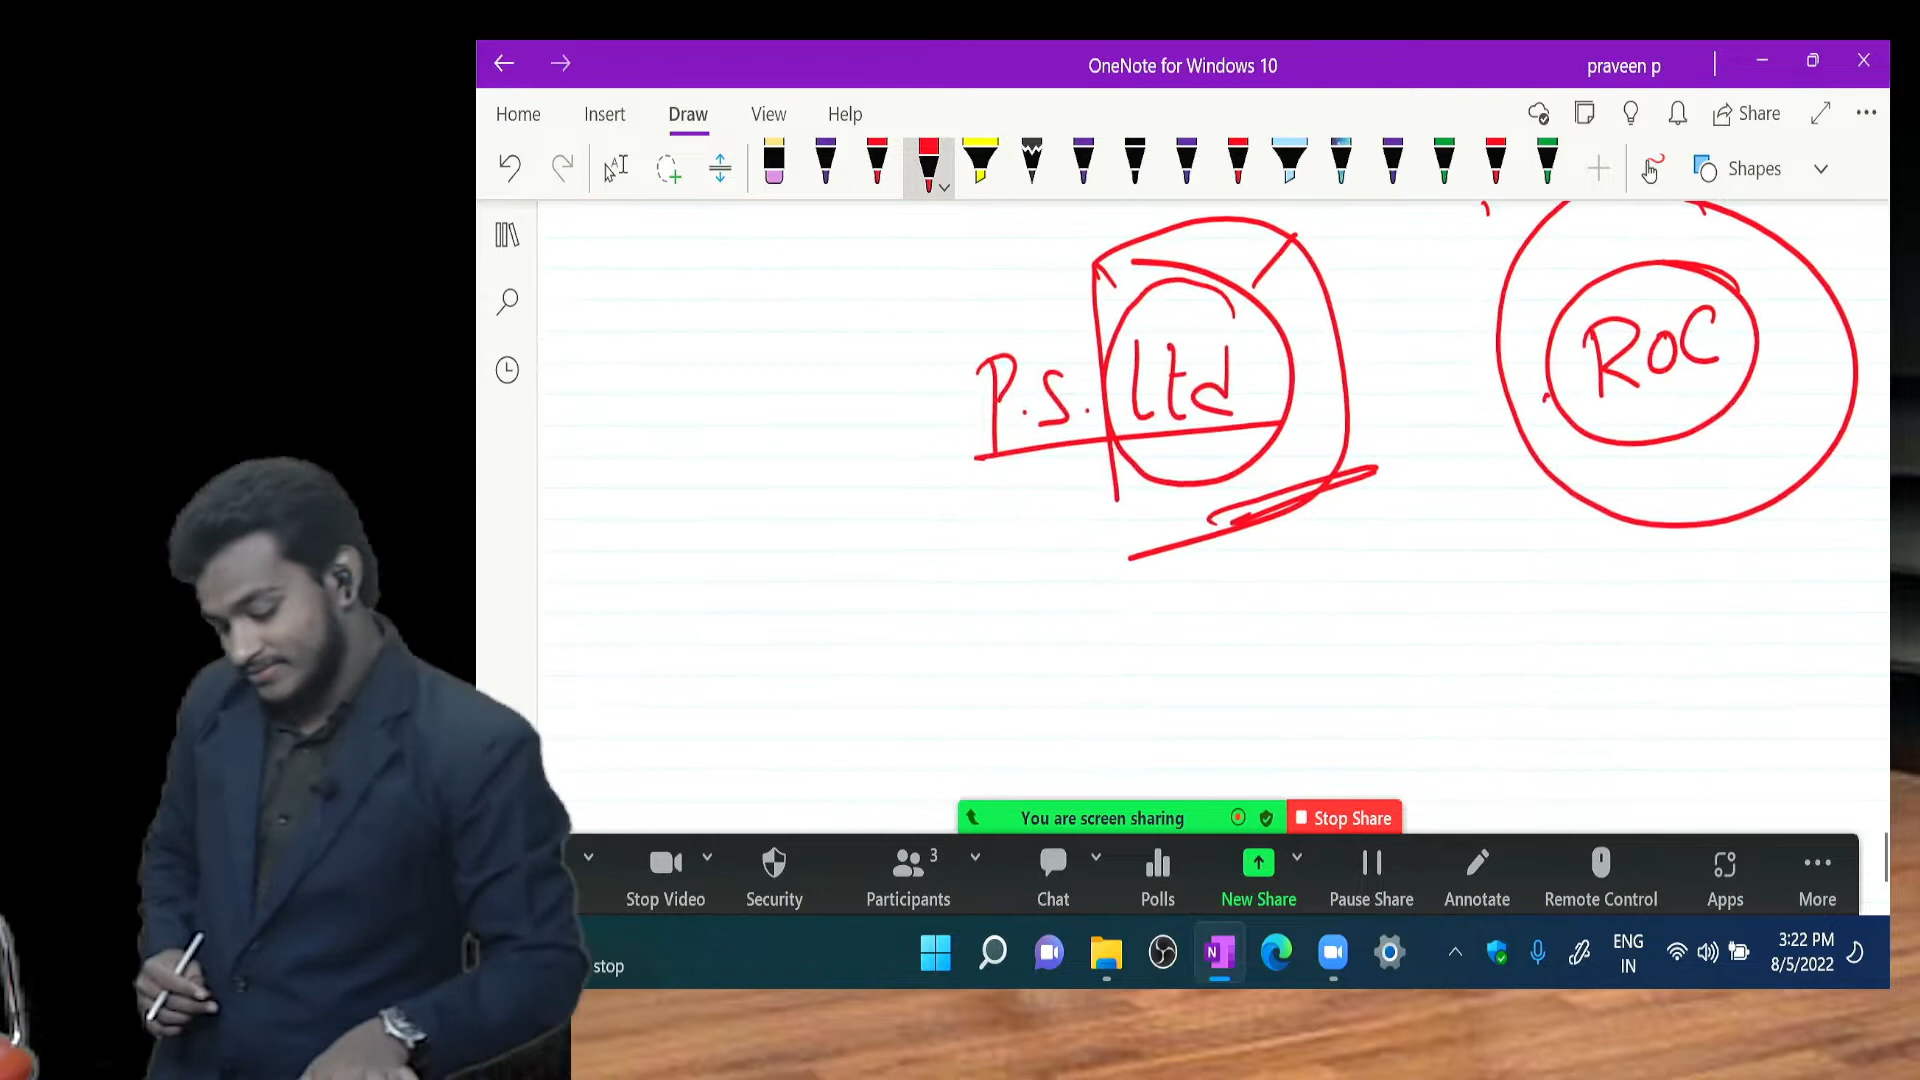 OneNote for Windows 10
praveen p
Home Insert Draw View Help
Share
Shapes
P.S. Ltd
ROC
You are screen sharing
Stop Share
3
Stop Video Security Participants Chat Polls New Share Pause Share Annotate Remote Control Apps More
stop
ENG
IN
3:22 PM
8/5/2022